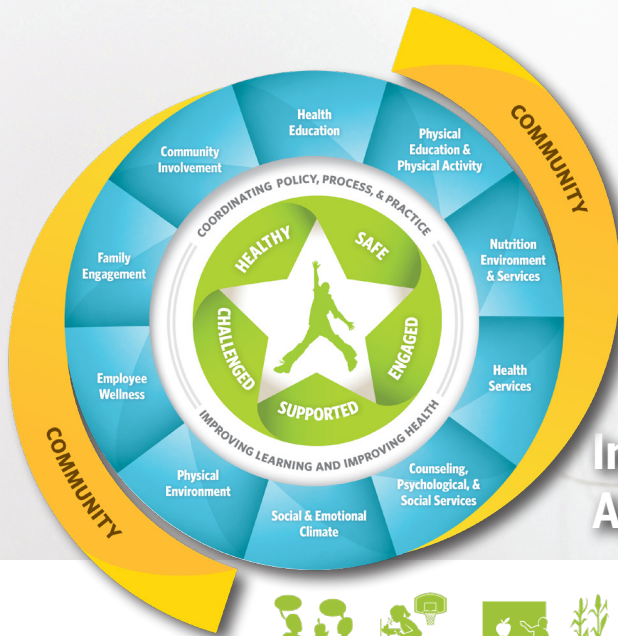 COMMUNITY
Health
Education
Physical
Education &
Physical Activity
Nutrition
Environment
& Services
Health
Services
Counseling,
Psychological, &
Social Services
Social & Emotional
Climate
Physical
Environment
Employee
Wellness
Family
Engagement
Community
Involvement
COORDINATING POLICY, PROCESS, & PRACTICE
IMPROVING LEARNING AND IMPROVING HEALTH
HEALTHY
SAFE
ENGAGED
SUPPORTED
CHALLENGED
COMMUNITY